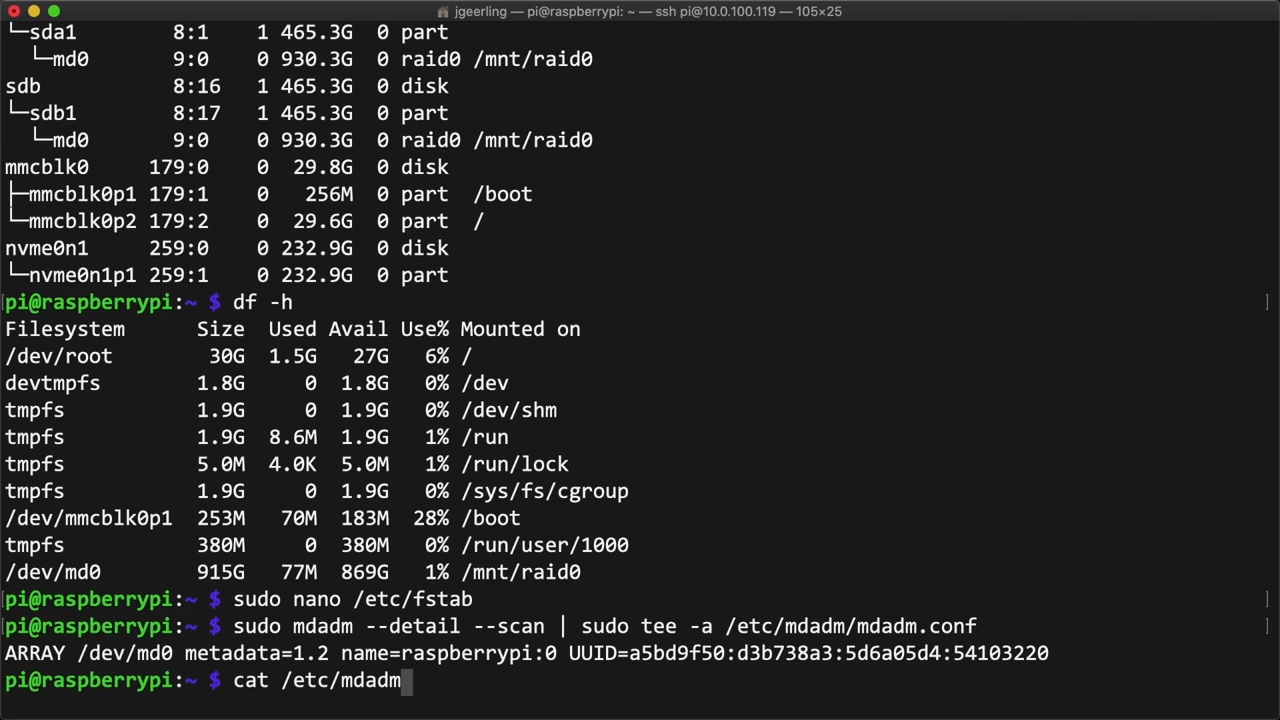 jgeerling — pi@raspberrypi: ~ — ssh pi@10.0.100.119 — 105×25
└─sda1        8:1    1 465.3G  0 part
  └─md0       9:0    0 930.3G  0 raid0 /mnt/raid0
sdb           8:16   1 465.3G  0 disk
└─sdb1        8:17   1 465.3G  0 part
  └─md0       9:0    0 930.3G  0 raid0 /mnt/raid0
mmcblk0     179:0    0  29.8G  0 disk
├─mmcblk0p1 179:1    0   256M  0 part  /boot
└─mmcblk0p2 179:2    0  29.6G  0 part  /
nvme0n1     259:0    0 232.9G  0 disk
└─nvme0n1p1 259:1    0 232.9G  0 part
pi@raspberrypi:~ $ df -h
Filesystem      Size  Used Avail Use% Mounted on
/dev/root        30G  1.5G   27G   6% /
devtmpfs        1.8G     0  1.8G   0% /dev
tmpfs           1.9G     0  1.9G   0% /dev/shm
tmpfs           1.9G  8.6M  1.9G   1% /run
tmpfs           5.0M  4.0K  5.0M   1% /run/lock
tmpfs           1.9G     0  1.9G   0% /sys/fs/cgroup
/dev/mmcblk0p1  253M   70M  183M  28% /boot
tmpfs           380M     0  380M   0% /run/user/1000
/dev/md0        915G   77M  869G   1% /mnt/raid0
pi@raspberrypi:~ $ sudo nano /etc/fstab
pi@raspberrypi:~ $ sudo mdadm --detail --scan | sudo tee -a /etc/mdadm/mdadm.conf
ARRAY /dev/md0 metadata=1.2 name=raspberrypi:0 UUID=a5bd9f50:d3b738a3:5d6a05d4:54103220
pi@raspberrypi:~ $ cat /etc/mdadm